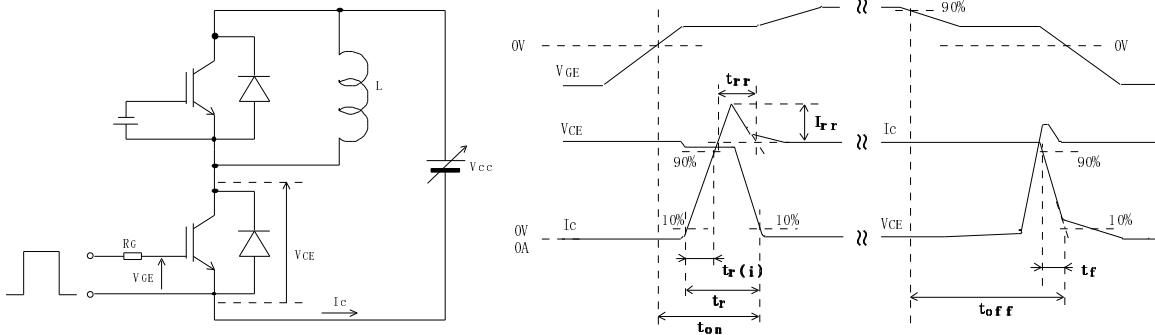 L
Vcc
RG
VGE
VCE
Ic
0V
VGE
VCE
Ic
0V
0A
90%
10%
10%
trr
Irr
tr(i)
tr
ton
90%
0V
Ic
VCE
90%
10%
tf
toff